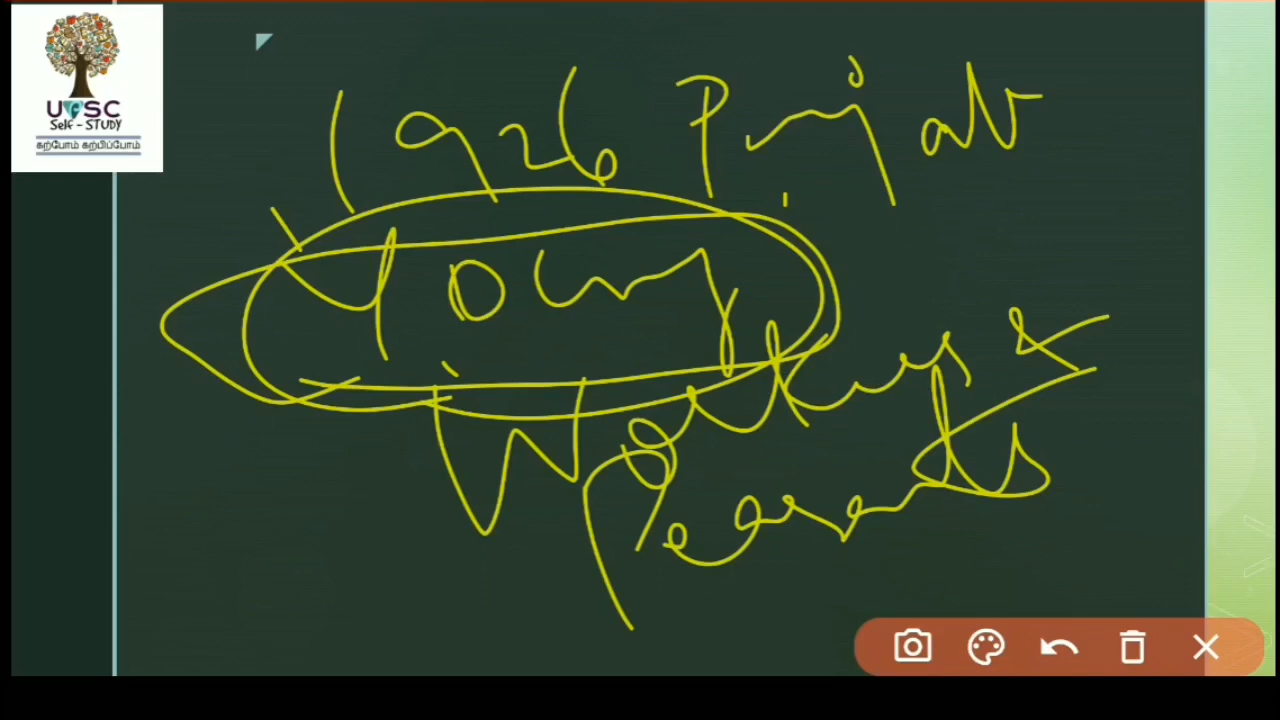 UPSC
Self - STUDY
கற்போம் கற்பிப்போம்
1926 Punjab
Young
Workers &
Peasants